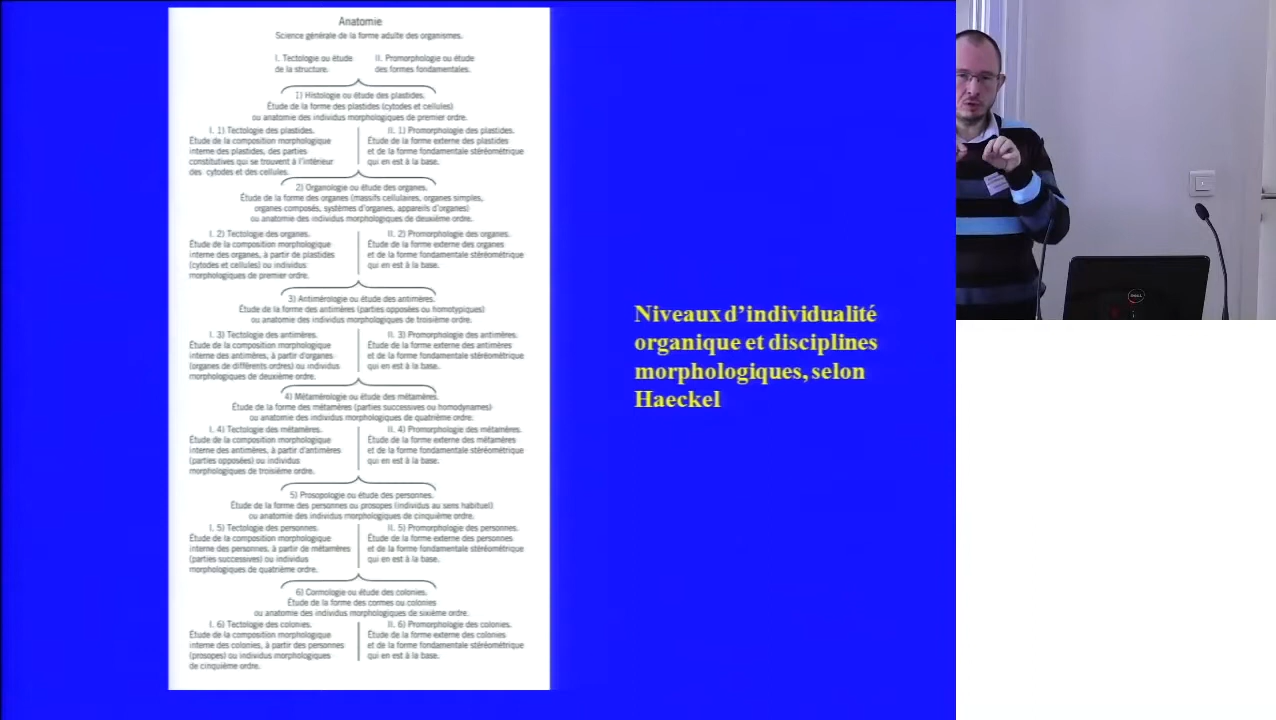 Anatomie
Science générale de la forme adulte des organismes.
I. Tectologie ou étude
de la structure.
II. Promorphologie ou étude
des formes fondamentales.
1) Histologie ou étude des plastides.
Étude de la forme des plastides (cytodes et cellules)
ou anatomie des individus morphologiques de premier ordre.
I. 1) Tectologie des plastides.
Étude de la composition morphologique
interne des plastides, des parties
constitutives qui se trouvent à l'intérieur
des cytodes et des cellules.
II. 1) Promorphologie des plastides.
Étude de la forme externe des plastides
et de la forme fondamentale stéréométrique
qui en est à la base.
2) Organologie ou étude des organes.
Étude de la forme des organes (massifs cellulaires, organes simples,
organes composés, systèmes d'organes, appareils d'organes)
ou anatomie des individus morphologiques de deuxième ordre.
I. 2) Tectologie des organes.
Étude de la composition morphologique
interne des organes, à partir de plastides
(cytodes et cellules) ou individus
morphologiques de premier ordre.
II. 2) Promorphologie des organes.
Étude de la forme externe des organes
et de la forme fondamentale stéréométrique
qui en est à la base.
3) Antimérologie ou étude des antimères.
Étude de la forme des antimères (parties opposées ou homotypiques)
ou anatomie des individus morphologiques de troisième ordre.
I. 3) Tectologie des antimères.
Étude de la composition morphologique
interne des antimères, à partir d'organes
(organes de différents ordres) ou individus
morphologiques de deuxième ordre.
II. 3) Promorphologie des antimères.
Étude de la forme externe des antimères
et de la forme fondamentale stéréométrique
qui en est à la base.
4) Métamérologie ou étude des métamères.
Étude de la forme des métamères (parties successives ou homodynames)
ou anatomie des individus morphologiques de quatrième ordre.
I. 4) Tectologie des métamères.
Étude de la composition morphologique
interne des antimères, à partir d'antimères
(parties opposées) ou individus
morphologiques de troisième ordre.
II. 4) Promorphologie des métamères.
Étude de la forme externe des métamères
et de la forme fondamentale stéréométrique
qui en est à la base.
5) Prosopologie ou étude des personnes.
Étude de la forme des personnes ou prosopes (individus au sens habituel)
ou anatomie des individus morphologiques de cinquième ordre.
I. 5) Tectologie des personnes.
Étude de la composition morphologique
interne des personnes, à partir de métamères
(parties successives) ou individus
morphologiques de quatrième ordre.
II. 5) Promorphologie des personnes.
Étude de la forme externe des personnes
et de la forme fondamentale stéréométrique
qui en est à la base.
6) Cormologie ou étude des colonies.
Étude de la forme des cormes ou colonies
ou anatomie des individus morphologiques de sixième ordre.
I. 6) Tectologie des colonies.
Étude de la composition morphologique
interne des colonies, à partir des personnes
(prosopes) ou individus morphologiques
de cinquième ordre.
II. 6) Promorphologie des colonies.
Étude de la forme externe des colonies
et de la forme fondamentale stéréométrique
qui en est à la base.
Niveaux d'individualité
organique et disciplines
morphologiques, selon
Haeckel
DELL